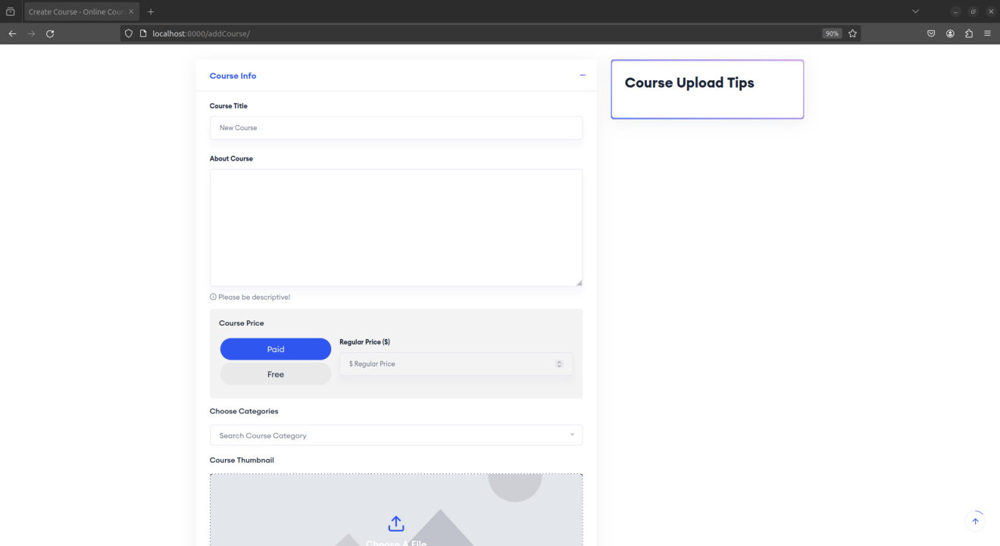 Create Course - Online Cour
localhost:8000/addCourse/
90%
Course Info
Course Upload Tips
Course Title
New Course
About Course
Please be descriptive!
Course Price
Paid
Free
Regular Price ($)
$ Regular Price
Choose Categories
Search Course Category
Course Thumbnail
Choose A File